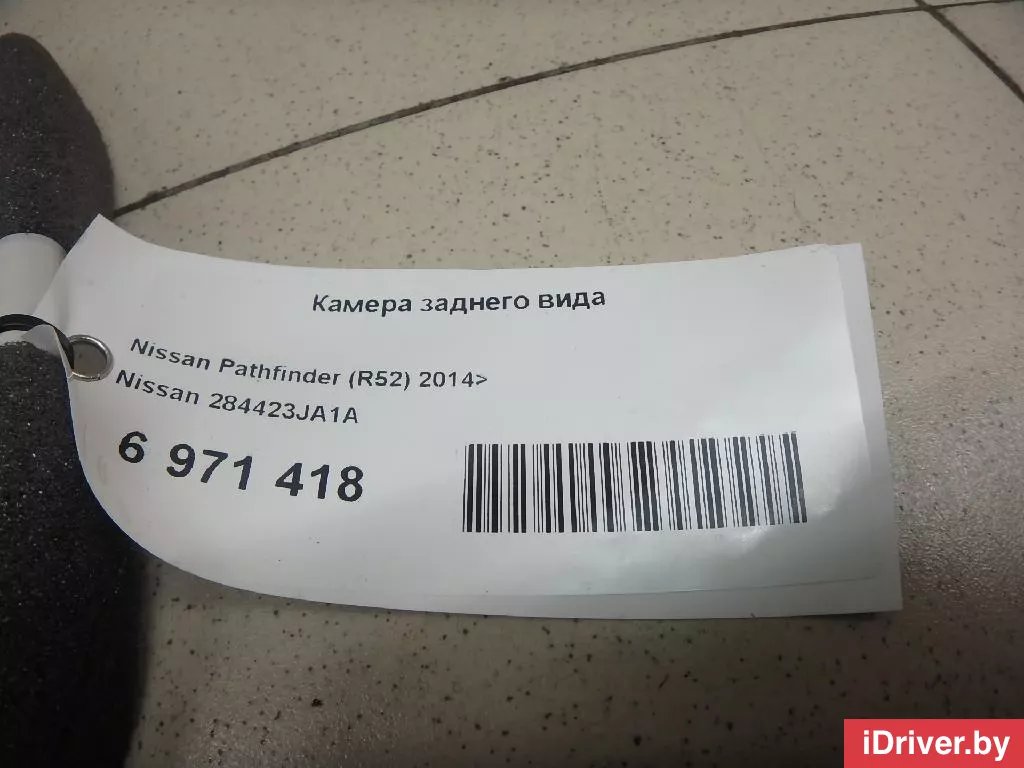 Камера заднего вида
Nissan Pathfinder (R52) 2014>
Nissan 284423JA1A
6 971 418
iDriver.by